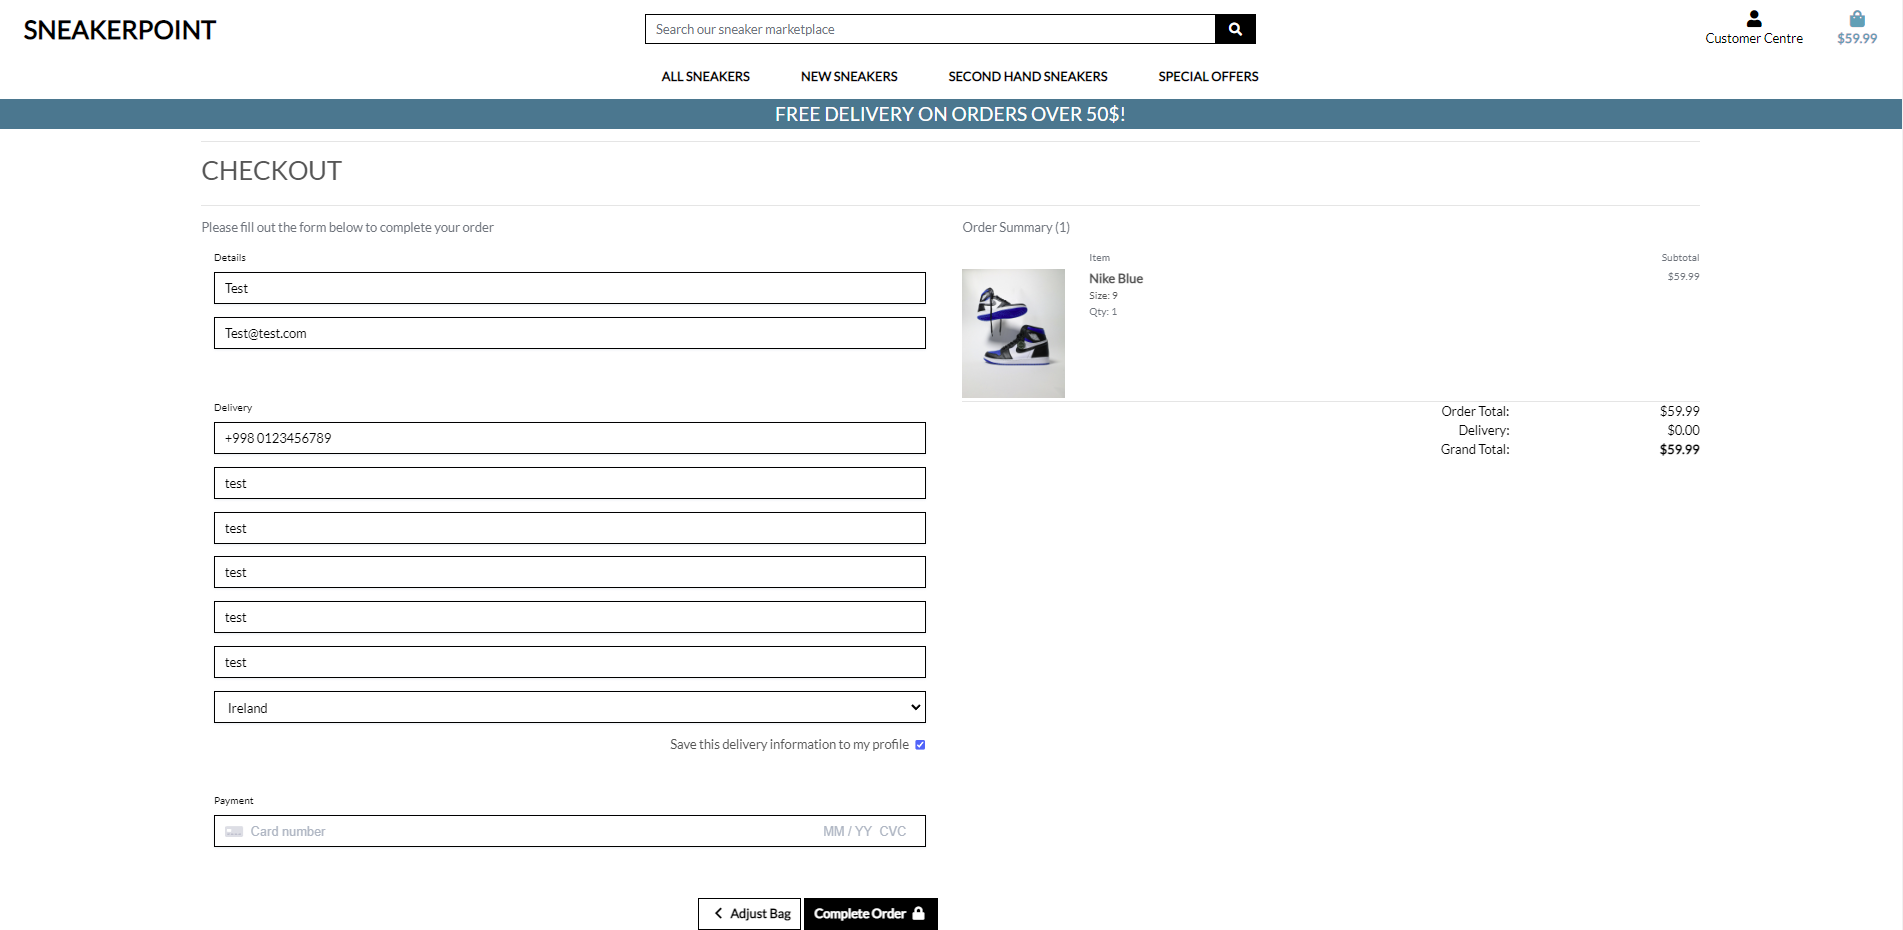 SNEAKERPOINT
Search our sneaker marketplace
Customer Centre
$59.99
ALL SNEAKERS
NEW SNEAKERS
SECOND HAND SNEAKERS
SPECIAL OFFERS
FREE DELIVERY ON ORDERS OVER 50$!
CHECKOUT
Please fill out the form below to complete your order
Details
Test
Test@test.com
Delivery
+998 0123456789
test
test
test
test
test
Ireland
Save this delivery information to my profile
Payment
Card number MM / YY CVC
Adjust Bag
Complete Order
Order Summary (1)
Item Subtotal
Nike Blue $59.99
Size: 9
Qty: 1
Order Total: $59.99
Delivery: $0.00
Grand Total: $59.99